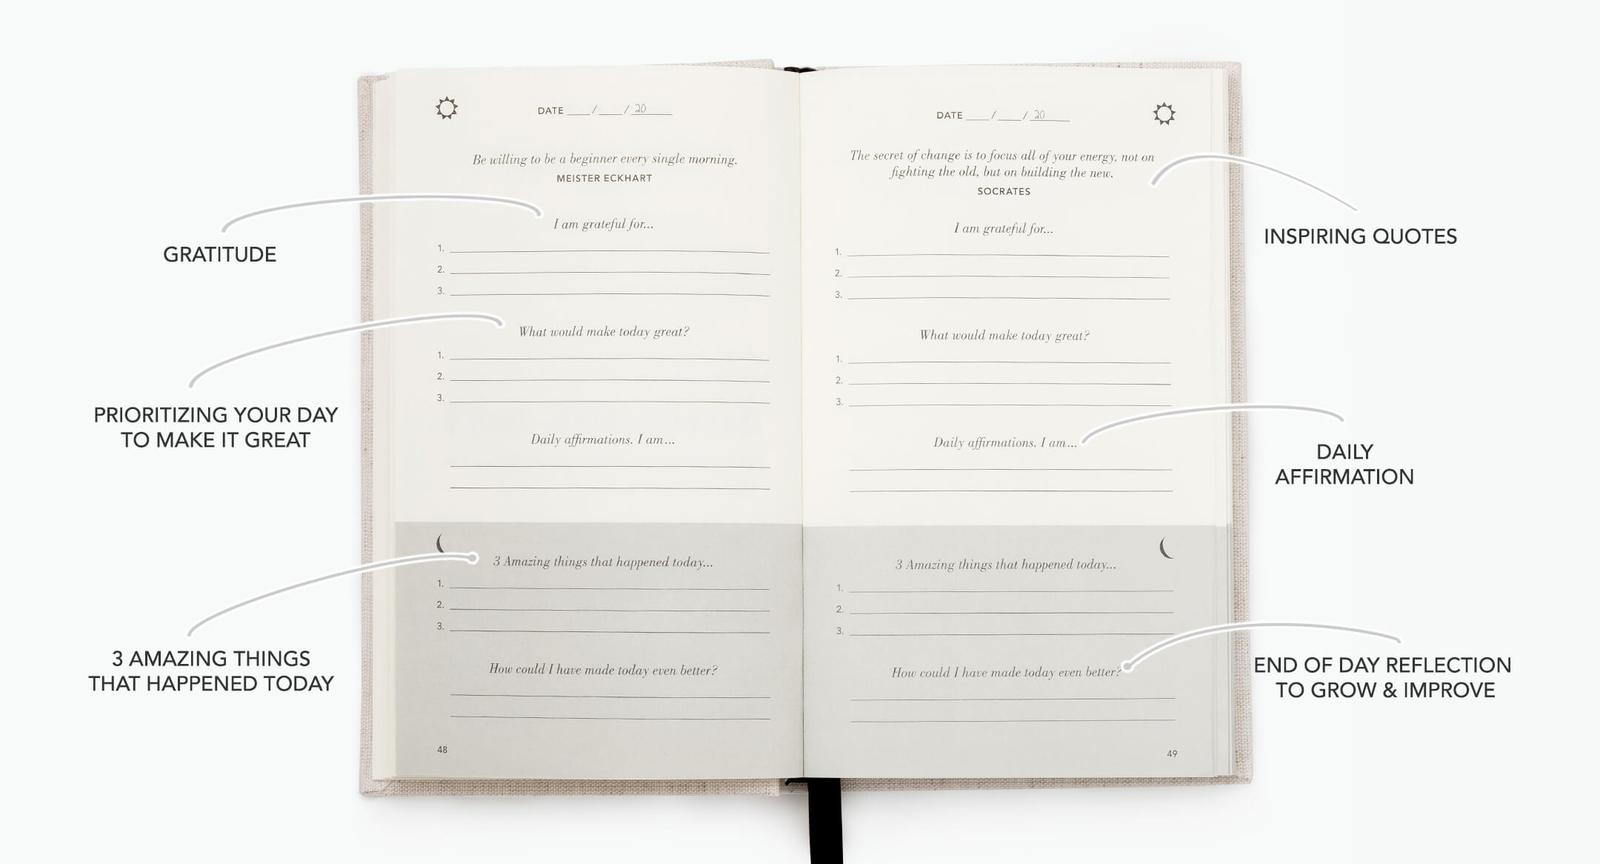 GRATITUDE
PRIORITIZING YOUR DAY
TO MAKE IT GREAT
3 AMAZING THINGS
THAT HAPPENED TODAY
DATE ___/___/ 20___
Be willing to be a beginner every single morning.
MEISTER ECKHART
I am grateful for...
1.
2.
3.
What would make today great?
1.
2.
3.
Daily affirmations. I am...
3 Amazing things that happened today...
1.
2.
3.
How could I have made today even better?
48
DATE ___/___/ 20___
The secret of change is to focus all of your energy, not on
fighting the old, but on building the new.
SOCRATES
I am grateful for...
1.
2.
3.
What would make today great?
1.
2.
3.
Daily affirmations. I am...
3 Amazing things that happened today...
1.
2.
3.
How could I have made today even better?
49
INSPIRING QUOTES
DAILY
AFFIRMATION
END OF DAY REFLECTION
TO GROW & IMPROVE